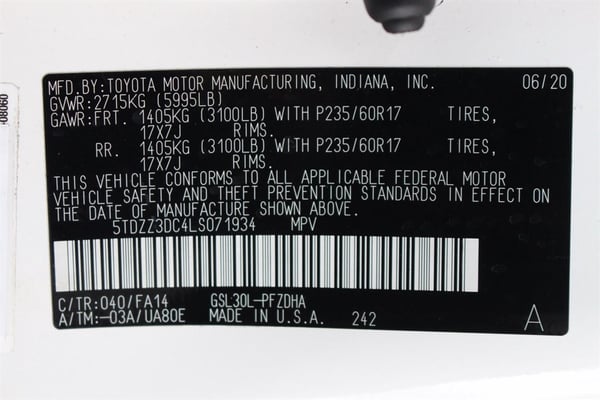 MFD.BY:TOYOTA MOTOR MANUFACTURING, INDIANA, INC. 06/20
GVWR:2715KG (5995LB)
GAWR:FRT. 1405KG (3100LB) WITH P235/60R17 TIRES,
17X7J RIMS.
RR. 1405KG (3100LB) WITH P235/60R17 TIRES,
17X7J RIMS.
THIS VEHICLE CONFORMS TO ALL APPLICABLE FEDERAL MOTOR
VEHICLE SAFETY AND THEFT PREVENTION STANDARDS IN EFFECT ON
THE DATE OF MANUFACTURE SHOWN ABOVE.
5TDZZ3DC4LS071934 MPV
C/TR:040/FA14 GSL30L-PFZDHA
A/TM:-03A/UA80E MADE IN U.S.A. 242 A